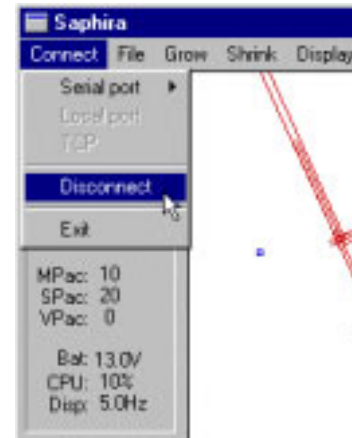 Saphira
Connect File Grow Shrink Display
Serial port
Local port
TCP
Disconnect
Exit
MPac: 10
SPac: 20
VPac: 0
Bat: 13.0V
CPU: 10%
Disp: 5.0Hz